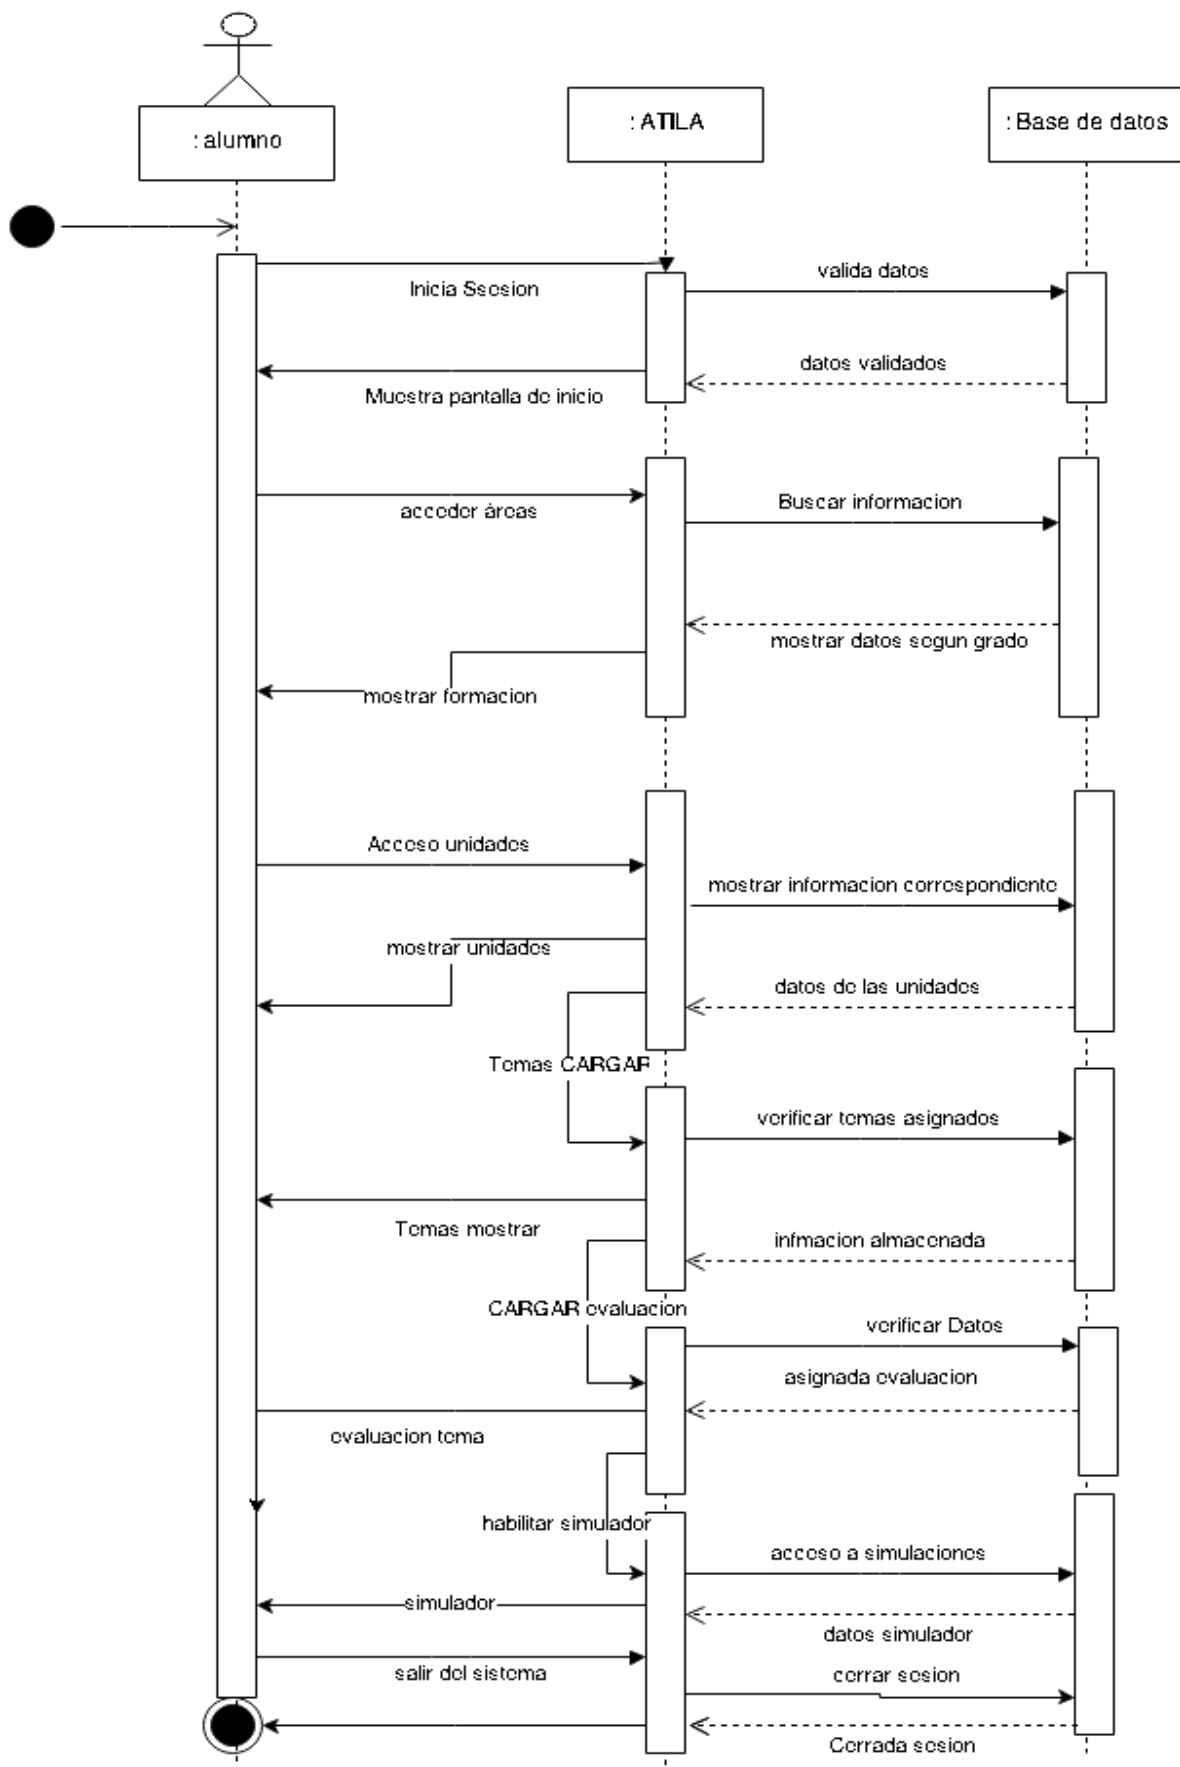 : alumno
: ATILA
: Base de datos
Inicia Ssesion
valida datos
datos validados
Muestra pantalla de inicio
acceder áreas
Buscar informacion
mostrar datos segun grado
mostrar formacion
Acceso unidades
mostrar informacion correspondiente
mostrar unidades
datos de las unidades
Temas CARGAR
verificar temas asignados
Temas mostrar
infmacion almacenada
CARGAR evaluacion
verificar Datos
asignada evaluacion
evaluacion tema
habilitar simulador
acceso a simulaciones
simulador
datos simulador
salir del sistema
cerrar sesion
Cerrada sesion